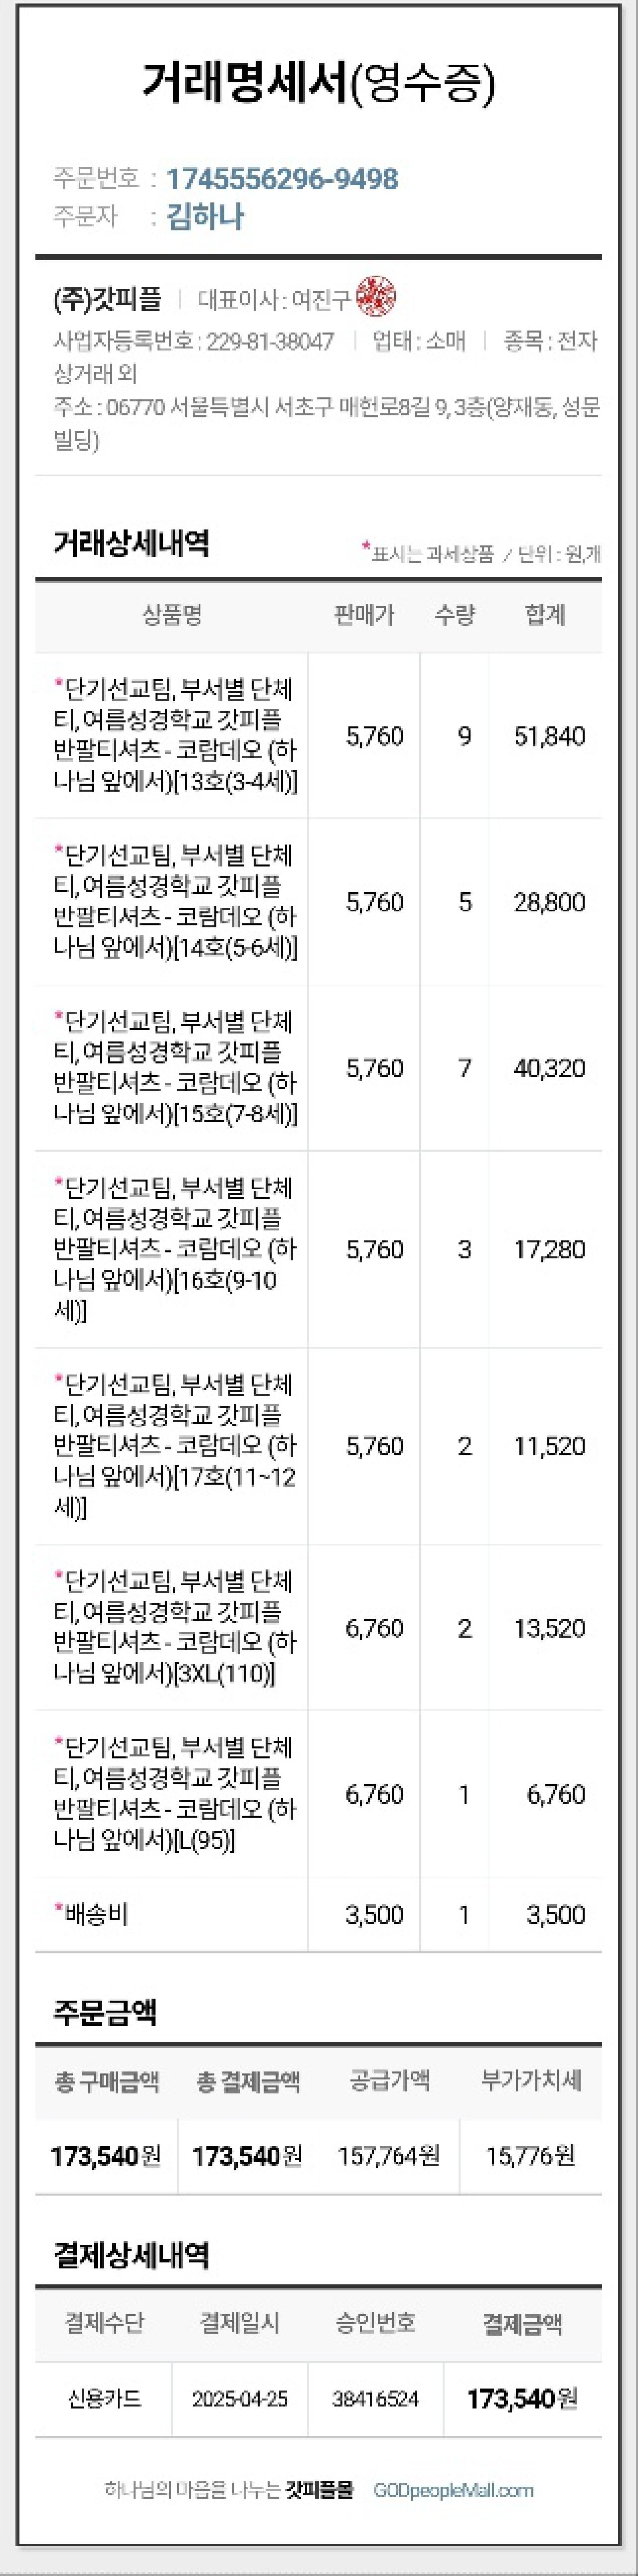 거래명세서(영수증)
주문번호 : 1745556296-9498
주문자 : 김하나
(주)갓피플 | 대표이사 : 여진구
사업자등록번호 : 229-81-38047 | 업태 : 소매 | 종목 : 전자
상거래 외
주소 : 06770 서울특별시 서초구 매헌로8길 9, 3층(양재동, 성문
빌딩)
거래상세내역 *표시는 과세상품 / 단위 : 원,개
상품명 판매가 수량 합계
*단기선교팀, 부서별 단체
티, 여름성경학교 갓피플
반팔티셔츠 - 코람데오 (하 5,760 9 51,840
나님 앞에서)[13호(3-4세)]
*단기선교팀, 부서별 단체
티, 여름성경학교 갓피플
반팔티셔츠 - 코람데오 (하 5,760 5 28,800
나님 앞에서)[14호(5-6세)]
*단기선교팀, 부서별 단체
티, 여름성경학교 갓피플
반팔티셔츠 - 코람데오 (하 5,760 7 40,320
나님 앞에서)[15호(7-8세)]
*단기선교팀, 부서별 단체
티, 여름성경학교 갓피플
반팔티셔츠 - 코람데오 (하 5,760 3 17,280
나님 앞에서)[16호(9-10
세)]
*단기선교팀, 부서별 단체
티, 여름성경학교 갓피플
반팔티셔츠 - 코람데오 (하 5,760 2 11,520
나님 앞에서)[17호(11~12
세)]
*단기선교팀, 부서별 단체
티, 여름성경학교 갓피플
반팔티셔츠 - 코람데오 (하 6,760 2 13,520
나님 앞에서)[3XL(110)]
*단기선교팀, 부서별 단체
티, 여름성경학교 갓피플
반팔티셔츠 - 코람데오 (하 6,760 1 6,760
나님 앞에서)[L(95)]
*배송비 3,500 1 3,500
주문금액
총 구매금액 총 결제금액 공급가액 부가가치세
173,540원 173,540원 157,764원 15,776원
결제상세내역
결제수단 결제일시 승인번호 결제금액
신용카드 2025-04-25 38416524 173,540원
하나님의 마음을 나누는 갓피플몰 GODpeopleMall.com